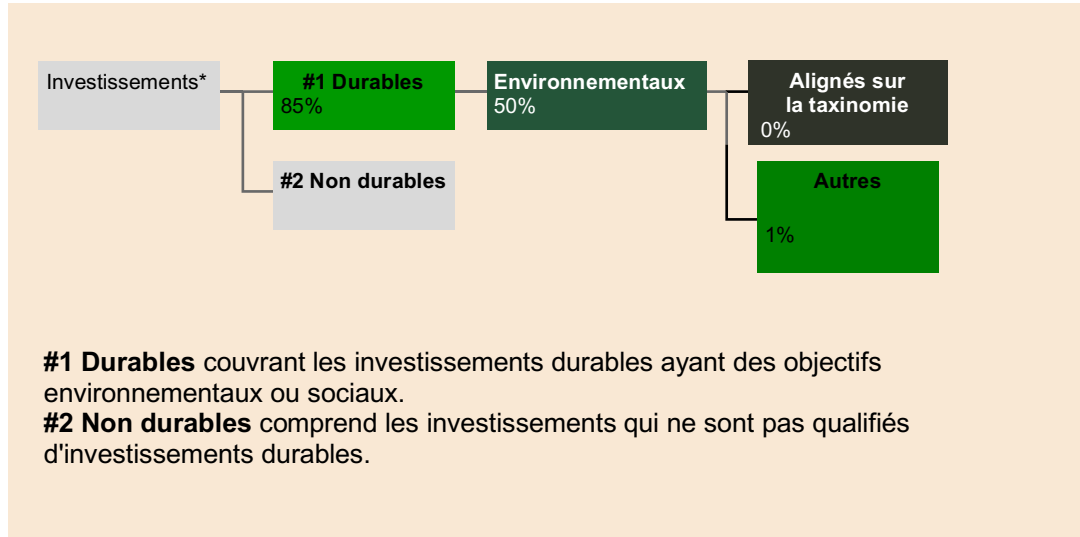 Investissements*
#1 Durables
85%
Environnementaux
50%
Alignés sur
la taxinomie
0%
#2 Non durables
Autres
1%
#1 Durables couvrant les investissements durables ayant des objectifs
environnementaux ou sociaux.
#2 Non durables comprend les investissements qui ne sont pas qualifiés
d'investissements durables.